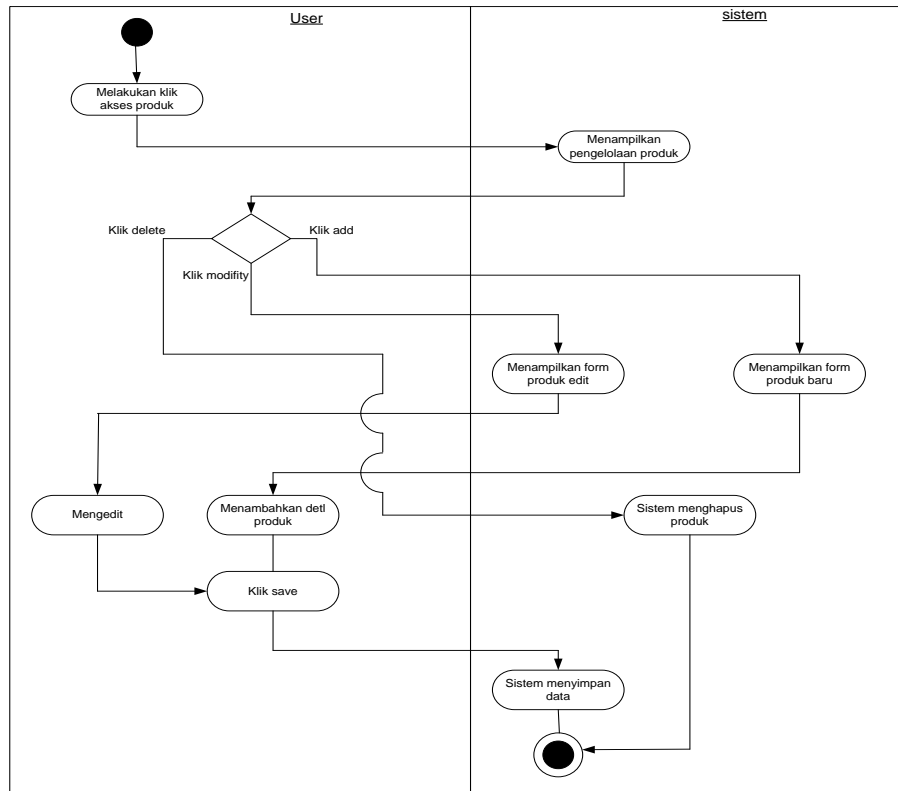 User
sistem
Melakukan klik
akses produk
Menampilkan
pengelolaan produk
Klik delete
Klik add
Klik modifity
Menampilkan form
produk edit
Menampilkan form
produk baru
Mengedit
Menambahkan detl
produk
Sistem menghapus
produk
Klik save
Sistem menyimpan
data